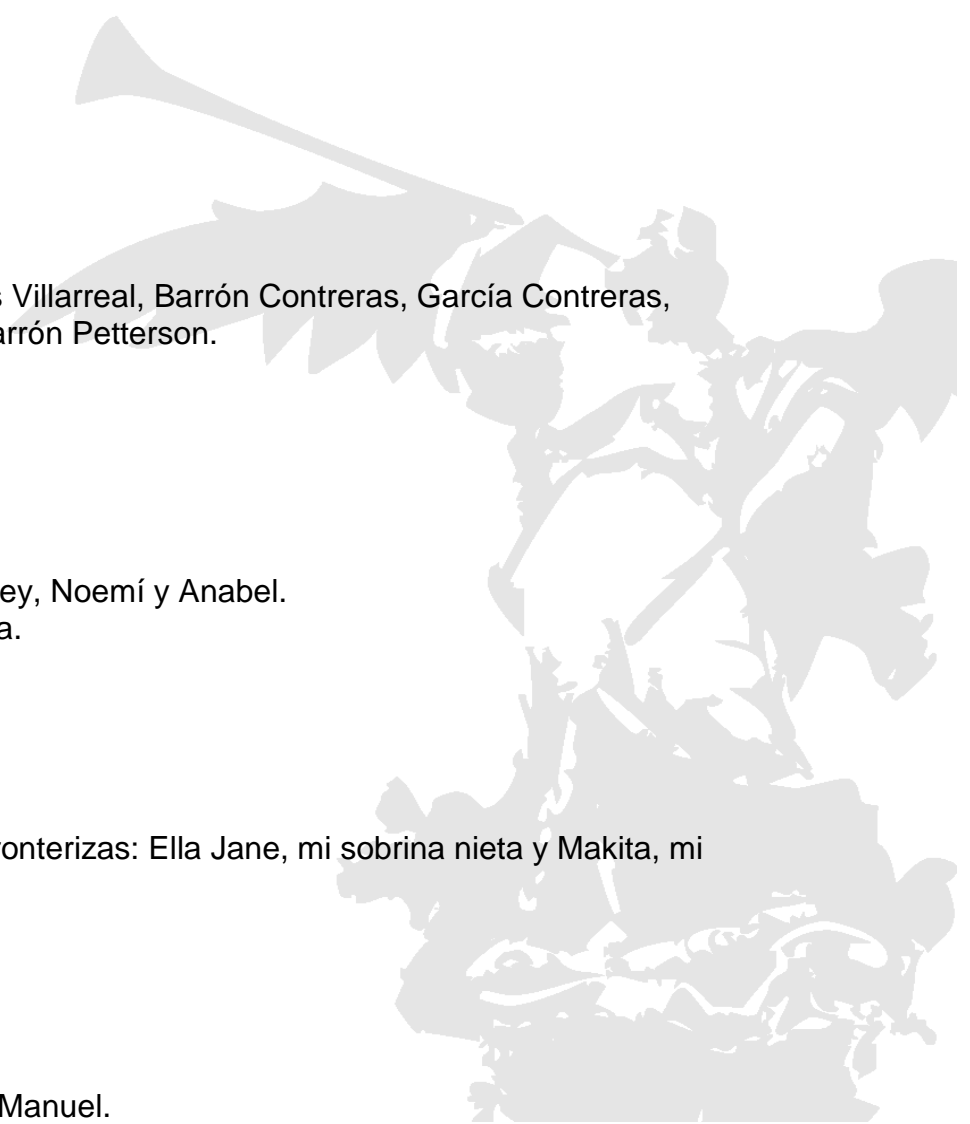 s Villarreal, Barrón Contreras, García Contreras,
arrón Petterson.
ey, Noemí y Anabel.
a.
ronterizas: Ella Jane, mi sobrina nieta y Makita, mi
Manuel.